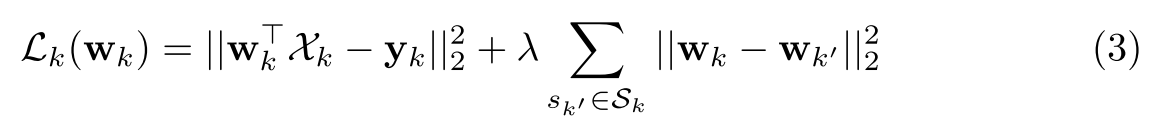 $\mathcal{L}_k(\mathbf{w}_k) = ||\mathbf{w}_k^\top \mathcal{X}_k - \mathbf{y}_k||_2^2 + \lambda \sum_{s_{k'} \in \mathcal{S}_k} ||\mathbf{w}_k - \mathbf{w}_{k'}||_2^2 \quad (3)$